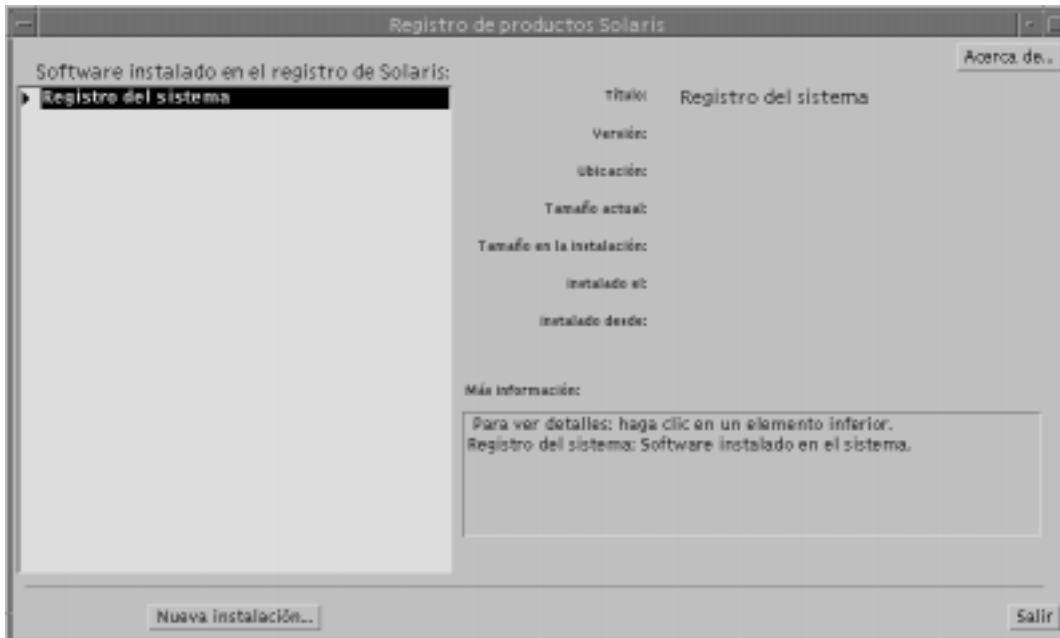 Registro de productos Solaris
Acerca de...
Software instalado en el registro de Solaris:
Registro del sistema
Título: Registro del sistema
Versión:
Ubicación:
Tamaño actual:
Tamaño en la instalación:
Instalado el:
Instalado desde:
Más información:
Para ver detalles: haga clic en un elemento inferior.
Registro del sistema: Software instalado en el sistema.
Nueva instalación...
Salir